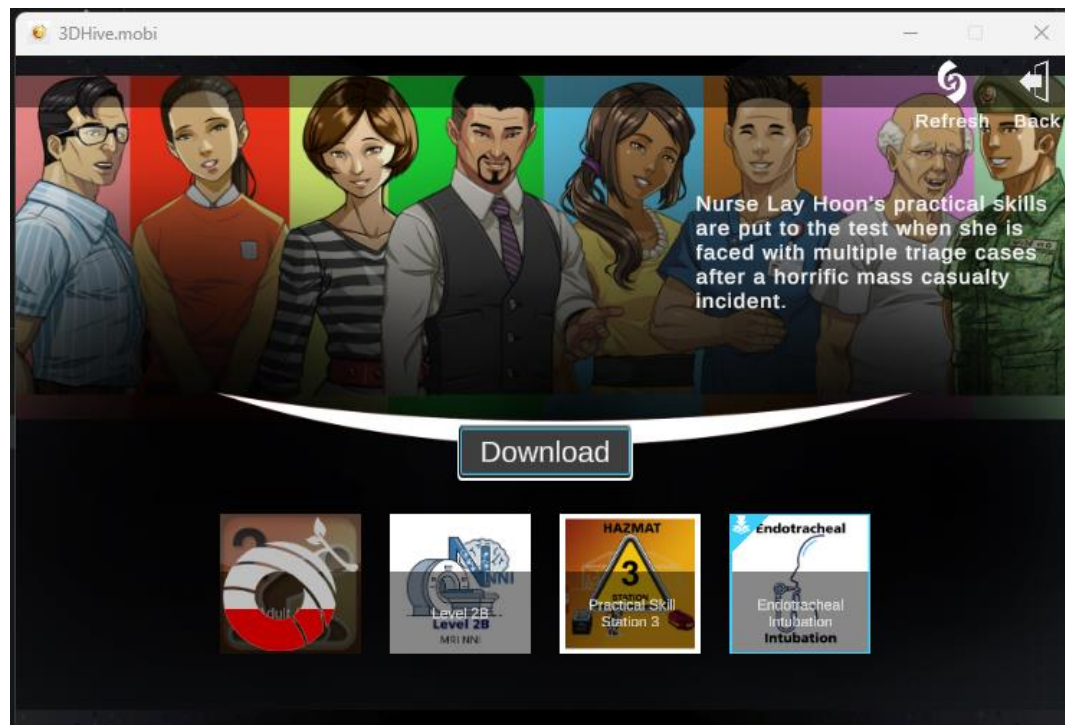 3DHive.mobi
Refresh Back
Nurse Lay Hoon's practical skills
are put to the test when she is
faced with multiple triage cases
after a horrific mass casualty
incident.
Download
NNI
Level 2B
Level 2B
MRI NNI
HAZMAT
3
STATION
Practical Skill
Station 3
Endotracheal
Endotracheal
Intubation
Intubation